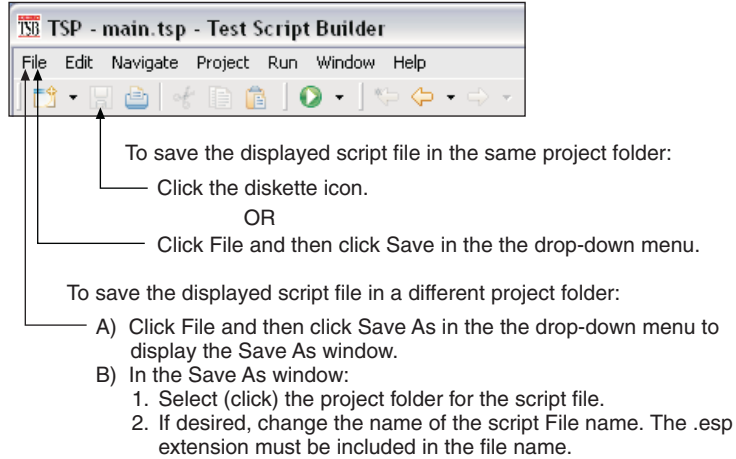 TSB TSP - main.tsp - Test Script Builder
File Edit Navigate Project Run Window Help
To save the displayed script file in the same project folder:
Click the diskette icon.
OR
Click File and then click Save in the the drop-down menu.
To save the displayed script file in a different project folder:
A) Click File and then click Save As in the the drop-down menu to
display the Save As window.
B) In the Save As window:
1. Select (click) the project folder for the script file.
2. If desired, change the name of the script File name. The .esp
extension must be included in the file name.